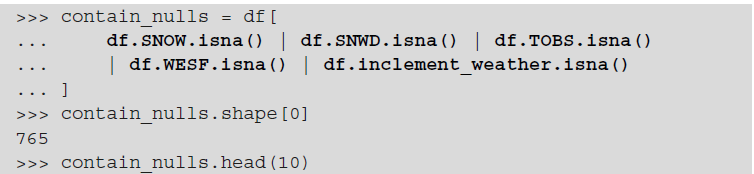 >>> contain_nulls = df[
...     df.SNOW.isna() | df.SNWD.isna() | df.TOBS.isna()
...     | df.WESF.isna() | df.inclement_weather.isna()
... ]
>>> contain_nulls.shape[0]
765
>>> contain_nulls.head(10)